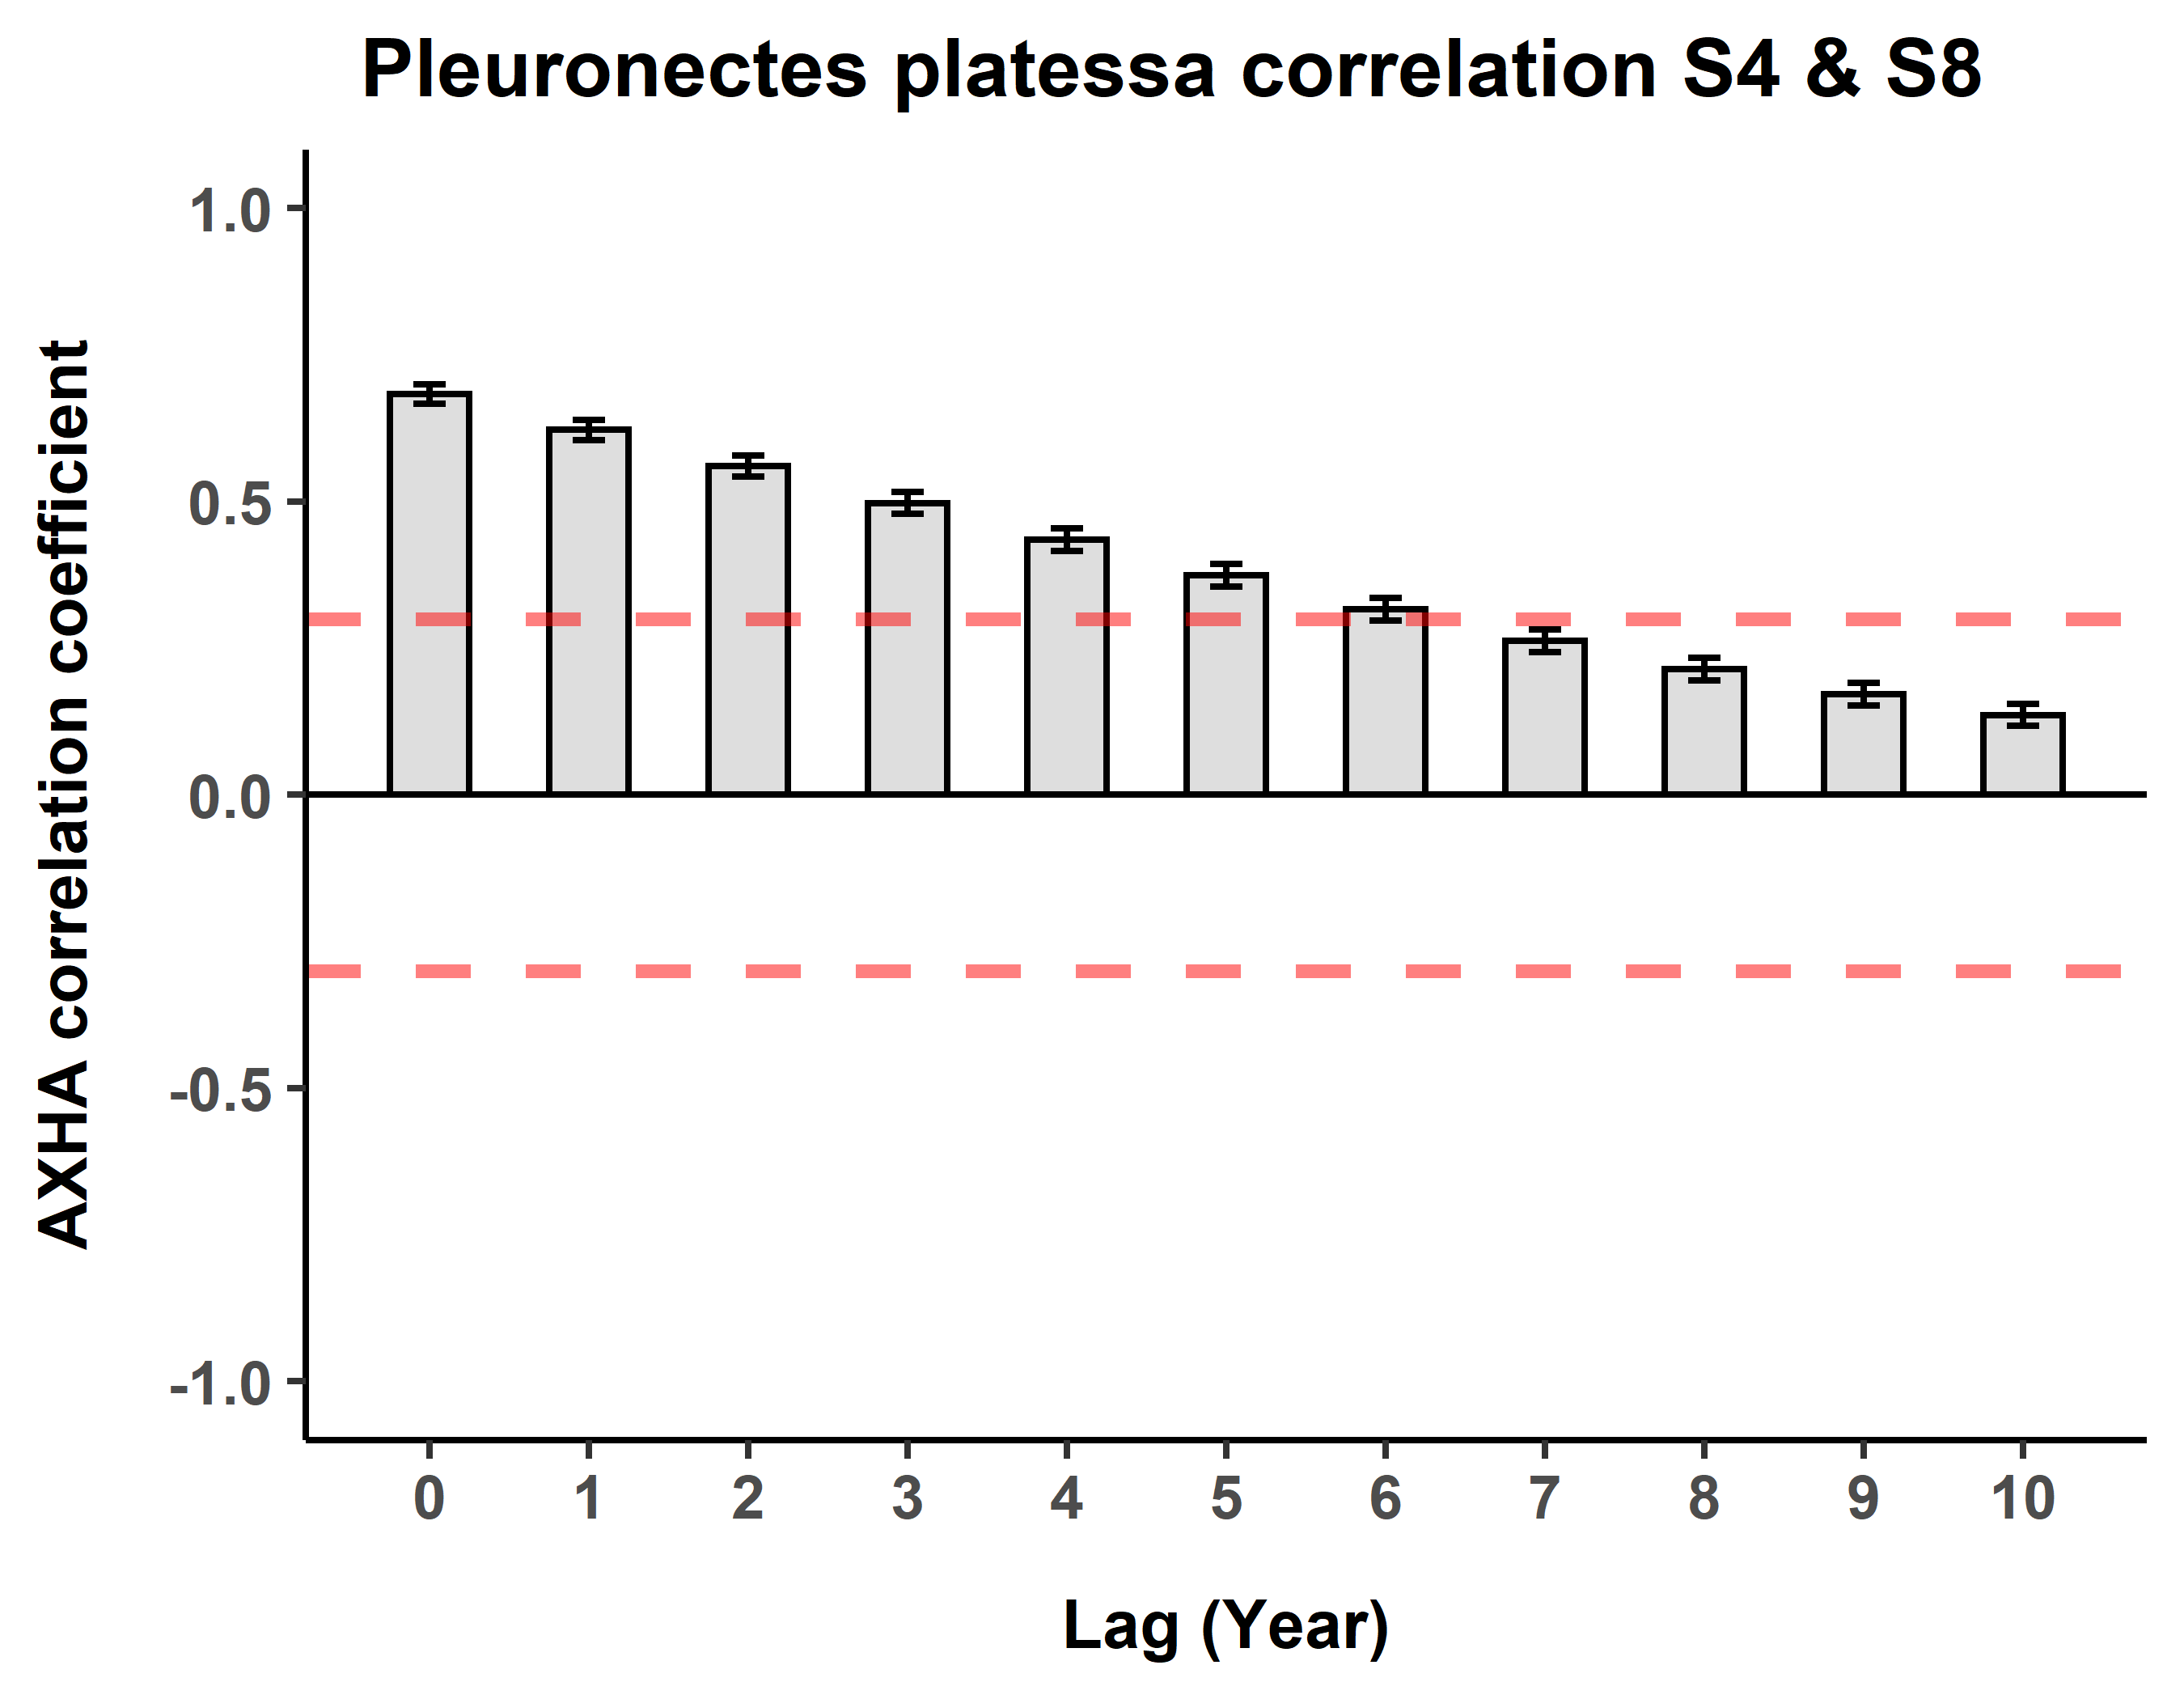 Pleuronectes platessa correlation S4 & S8
AXHA correlation coefficient
1.0
0.5
0.0
-0.5
-1.0
0 1 2 3 4 5 6 7 8 9 10
Lag (Year)